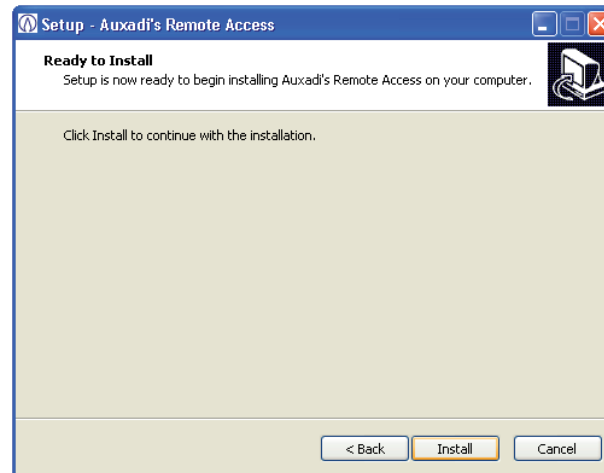 Setup - Auxadi's Remote Access
Ready to Install
Setup is now ready to begin installing Auxadi's Remote Access on your computer.
Click Install to continue with the installation.
< Back Install Cancel